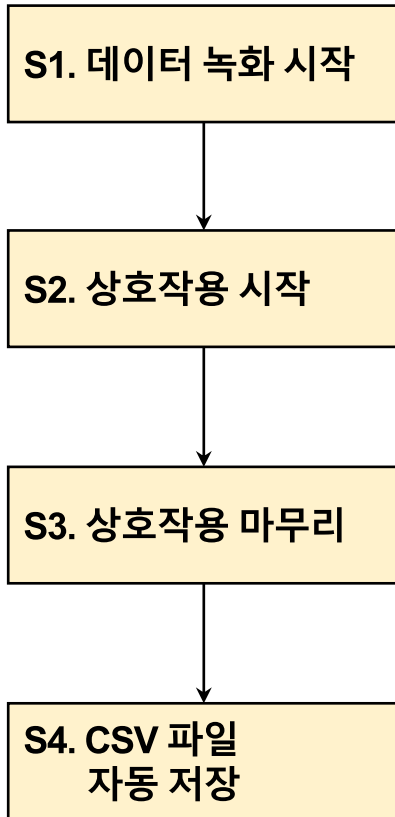 S1. 데이터 녹화 시작
S2. 상호작용 시작
S3. 상호작용 마무리
S4. CSV 파일
자동 저장